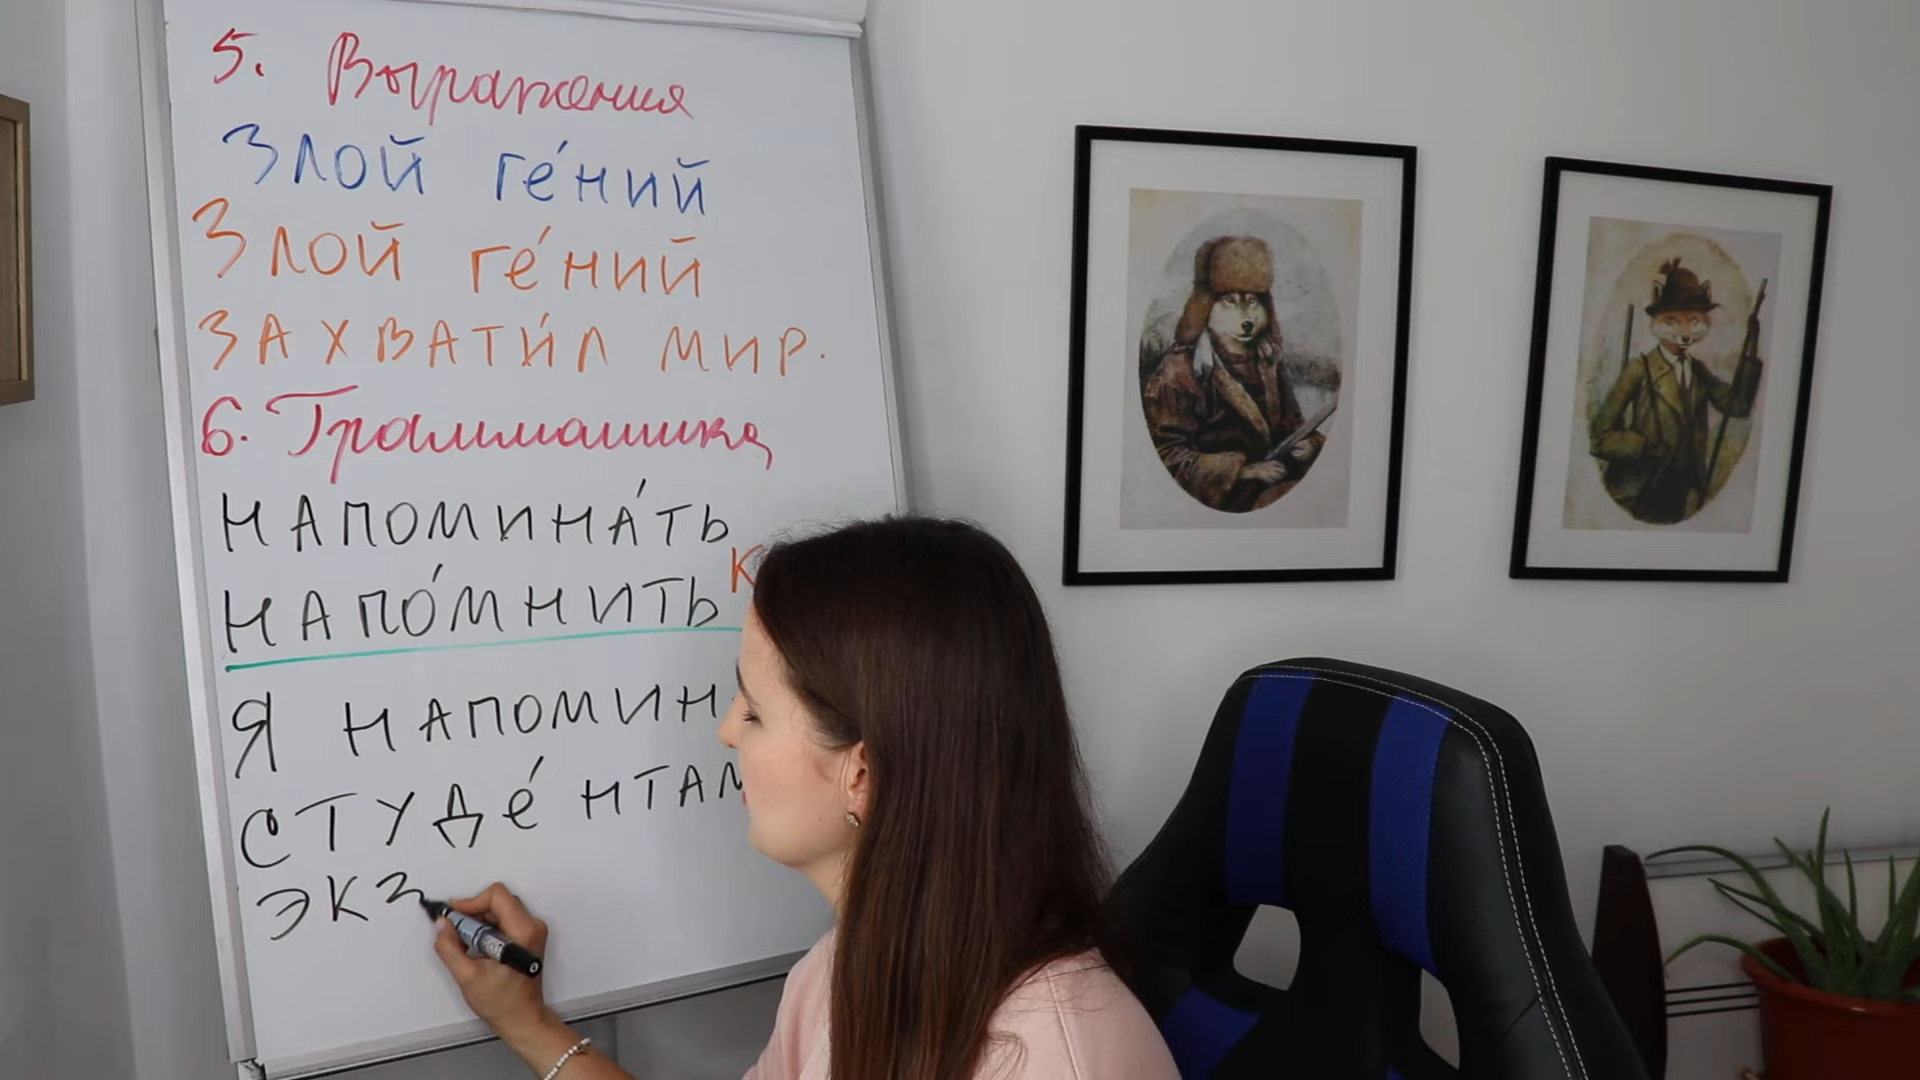 5. Выражения
Злой ге́ний
Злой ге́ний
захвати́л мир.
6. Грамматика
напомина́ть
напо́мнить
Я
студе́нтам
экз